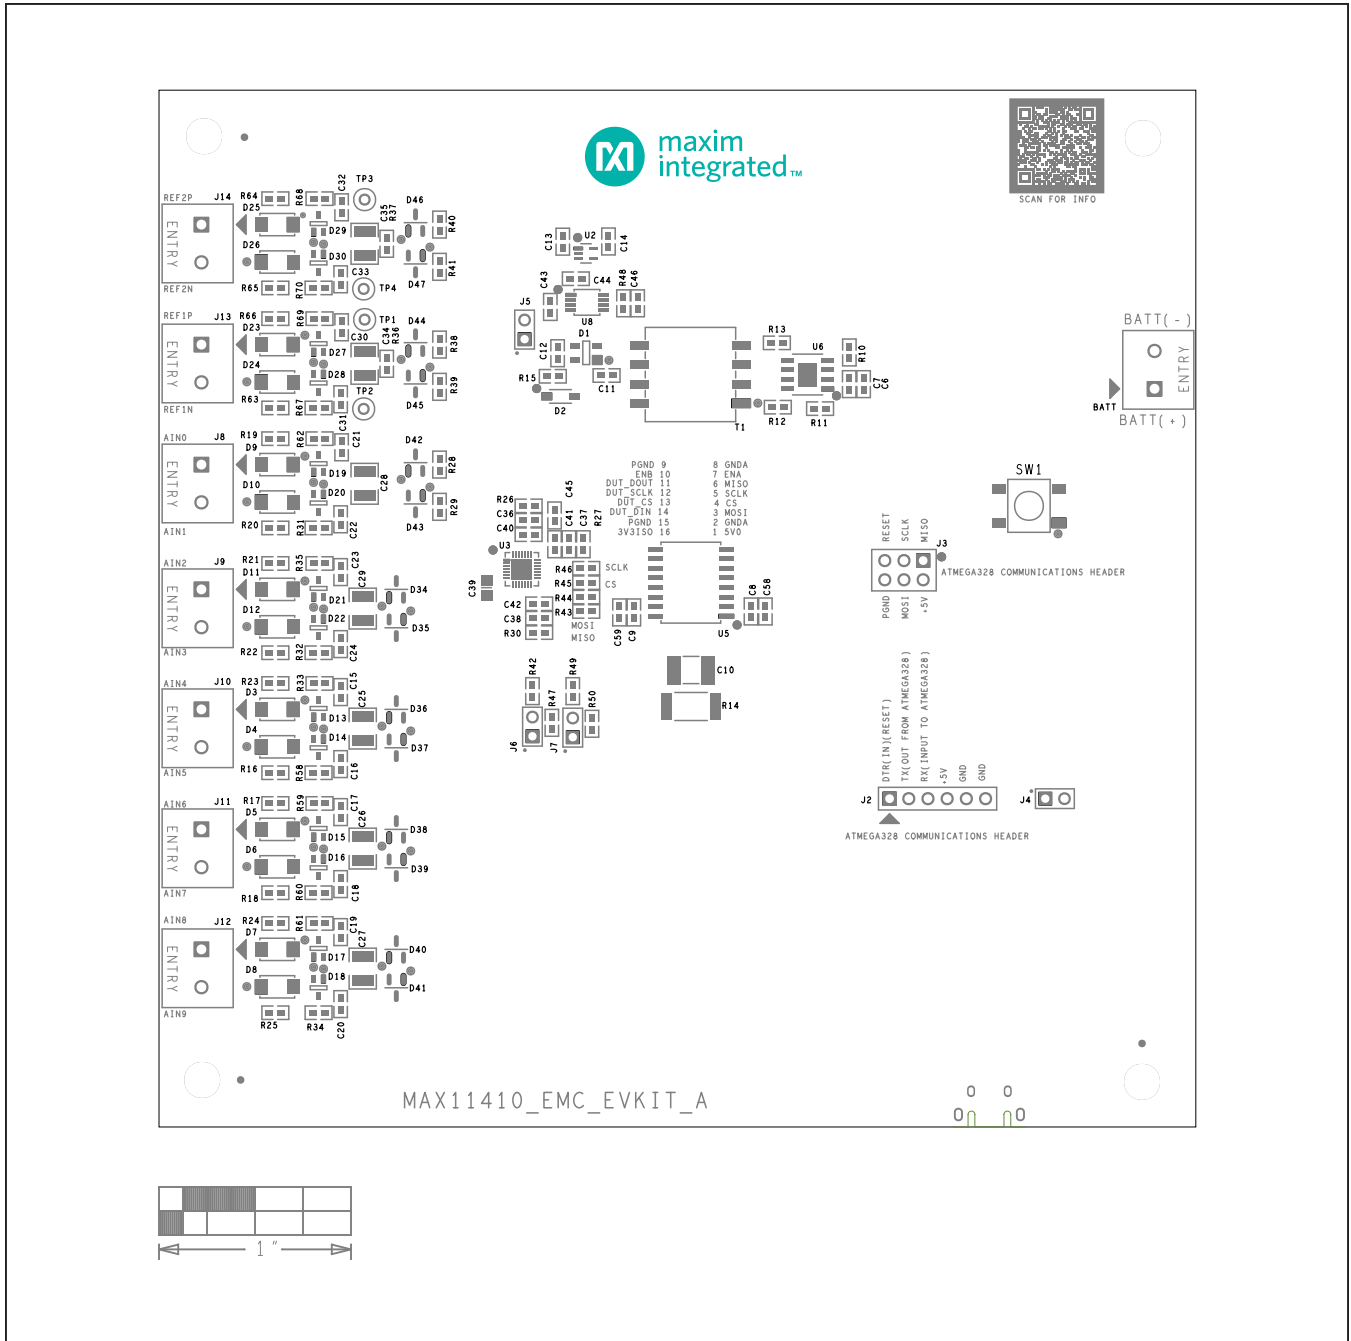 maxim
integrated™
SCAN FOR INFO
REF2P
J14
R64
D25
R68
C32
TP3
C35
R37
D46
R40
ENTRY
D29
D26
D30
C33
D47
R41
REF2N
R65
R70
TP4
REF1P
J13
R66
D23
R69
TP1
C30
C34
R36
D44
R38
ENTRY
D27
D24
D28
R39
REF1N
R63
R67
C31
TP2
D45
AIN0
J8
R19
D9
R62
C21
D42
R28
ENTRY
D19
D10
D20
C28
R29
AIN1
R20
R31
C22
D43
AIN2
J9
R21
D11
R35
C23
C29
D34
ENTRY
D21
D12
D22
D35
AIN3
R22
R32
C24
AIN4
J10
R23
D3
R33
C15
C25
D36
ENTRY
D13
D4
D14
D37
AIN5
R16
R58
C16
AIN6
J11
R17
D5
R59
C17
C26
D38
ENTRY
D15
D6
D16
D39
AIN7
R18
R60
C18
AIN8
J12
R24
D7
R61
C19
C27
D40
ENTRY
D17
D8
D18
D41
AIN9
R25
R34
C20
C13
U2
C14
C43
C44
R48
C46
J5
U8
D1
C12
R15
C11
D2
T1
R13
U6
R10
C7
C6
R12
R11
BATT(-)
ENTRY
BATT
BATT(+)
PGND 9
ENB 10
DUT_DOUT 11
DUT_SCLK 12
DUT_CS 13
DUT_DIN 14
PGND 15
3V3ISO 16
8 GNDA
7 ENA
6 MISO
5 SCLK
4 CS
3 MOSI
2 GNDA
1 5V0
R26
C36
C40
C45
C41
C37
R27
U3
C39
R46
SCLK
R45
CS
R44
R43
MOSI
MISO
C42
C38
R30
C59
C9
U5
C8
C58
C10
R14
R42
R49
R47
R50
J6
J7
SW1
RESET
SCLK
MISO
J3
ATMEGA328 COMMUNICATIONS HEADER
PGND
MOSI
+5V
DTR(IN)(RESET)
TX(OUT FROM ATMEGA328)
RX(INPUT TO ATMEGA328)
+5V
GND
GND
J2
J4
ATMEGA328 COMMUNICATIONS HEADER
MAX11410_EMC_EVKIT_A
1"